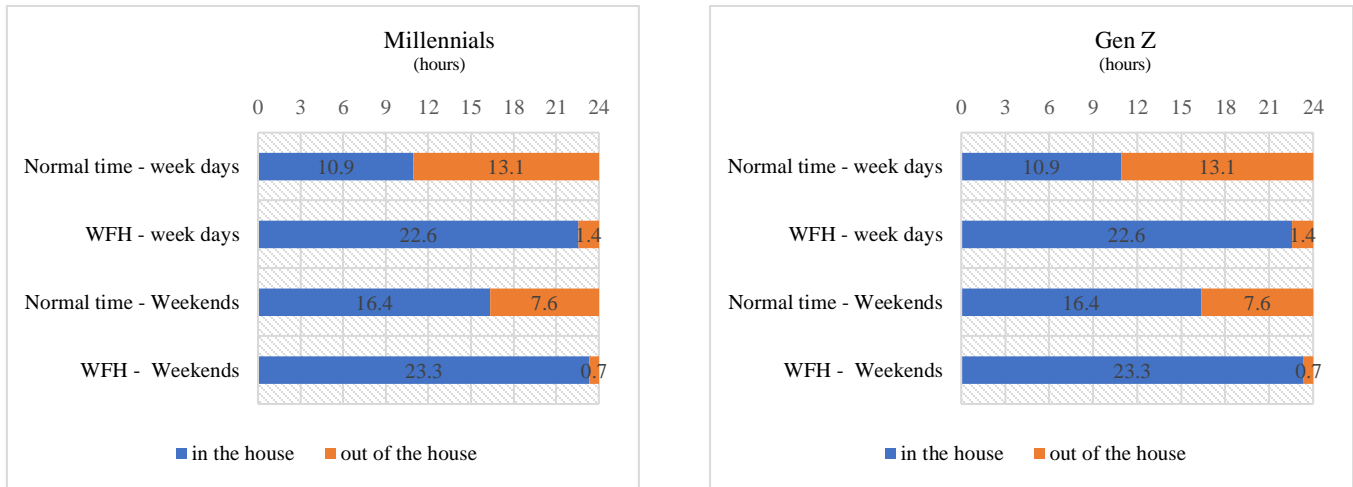 Millennials
(hours)
0 3 6 9 12 15 18 21 24
Normal time - week days 10.9 13.1
WFH - week days 22.6 1.4
Normal time - Weekends 16.4 7.6
WFH - Weekends 23.3 0.7
in the house out of the house
Gen Z
(hours)
0 3 6 9 12 15 18 21 24
Normal time - week days 10.9 13.1
WFH - week days 22.6 1.4
Normal time - Weekends 16.4 7.6
WFH - Weekends 23.3 0.7
in the house out of the house